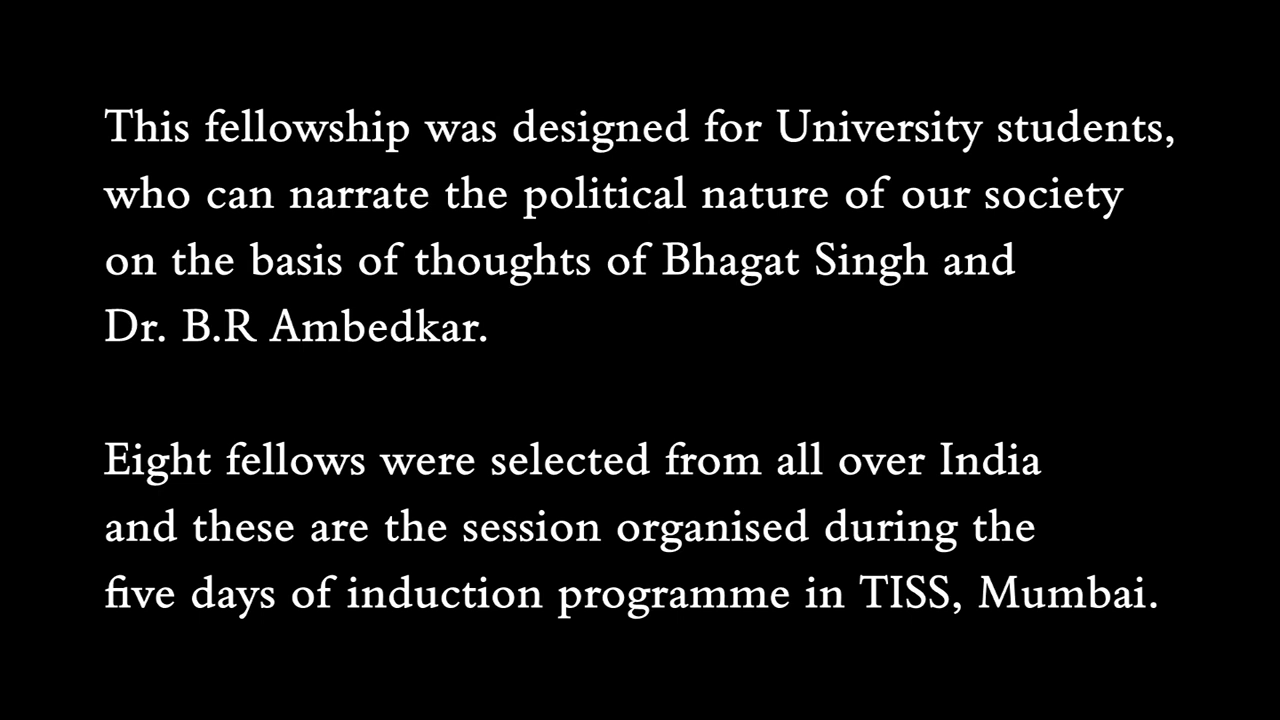 This fellowship was designed for University students,
who can narrate the political nature of our society
on the basis of thoughts of Bhagat Singh and
Dr. B.R Ambedkar.
Eight fellows were selected from all over India
and these are the session organised during the
five days of induction programme in TISS, Mumbai.